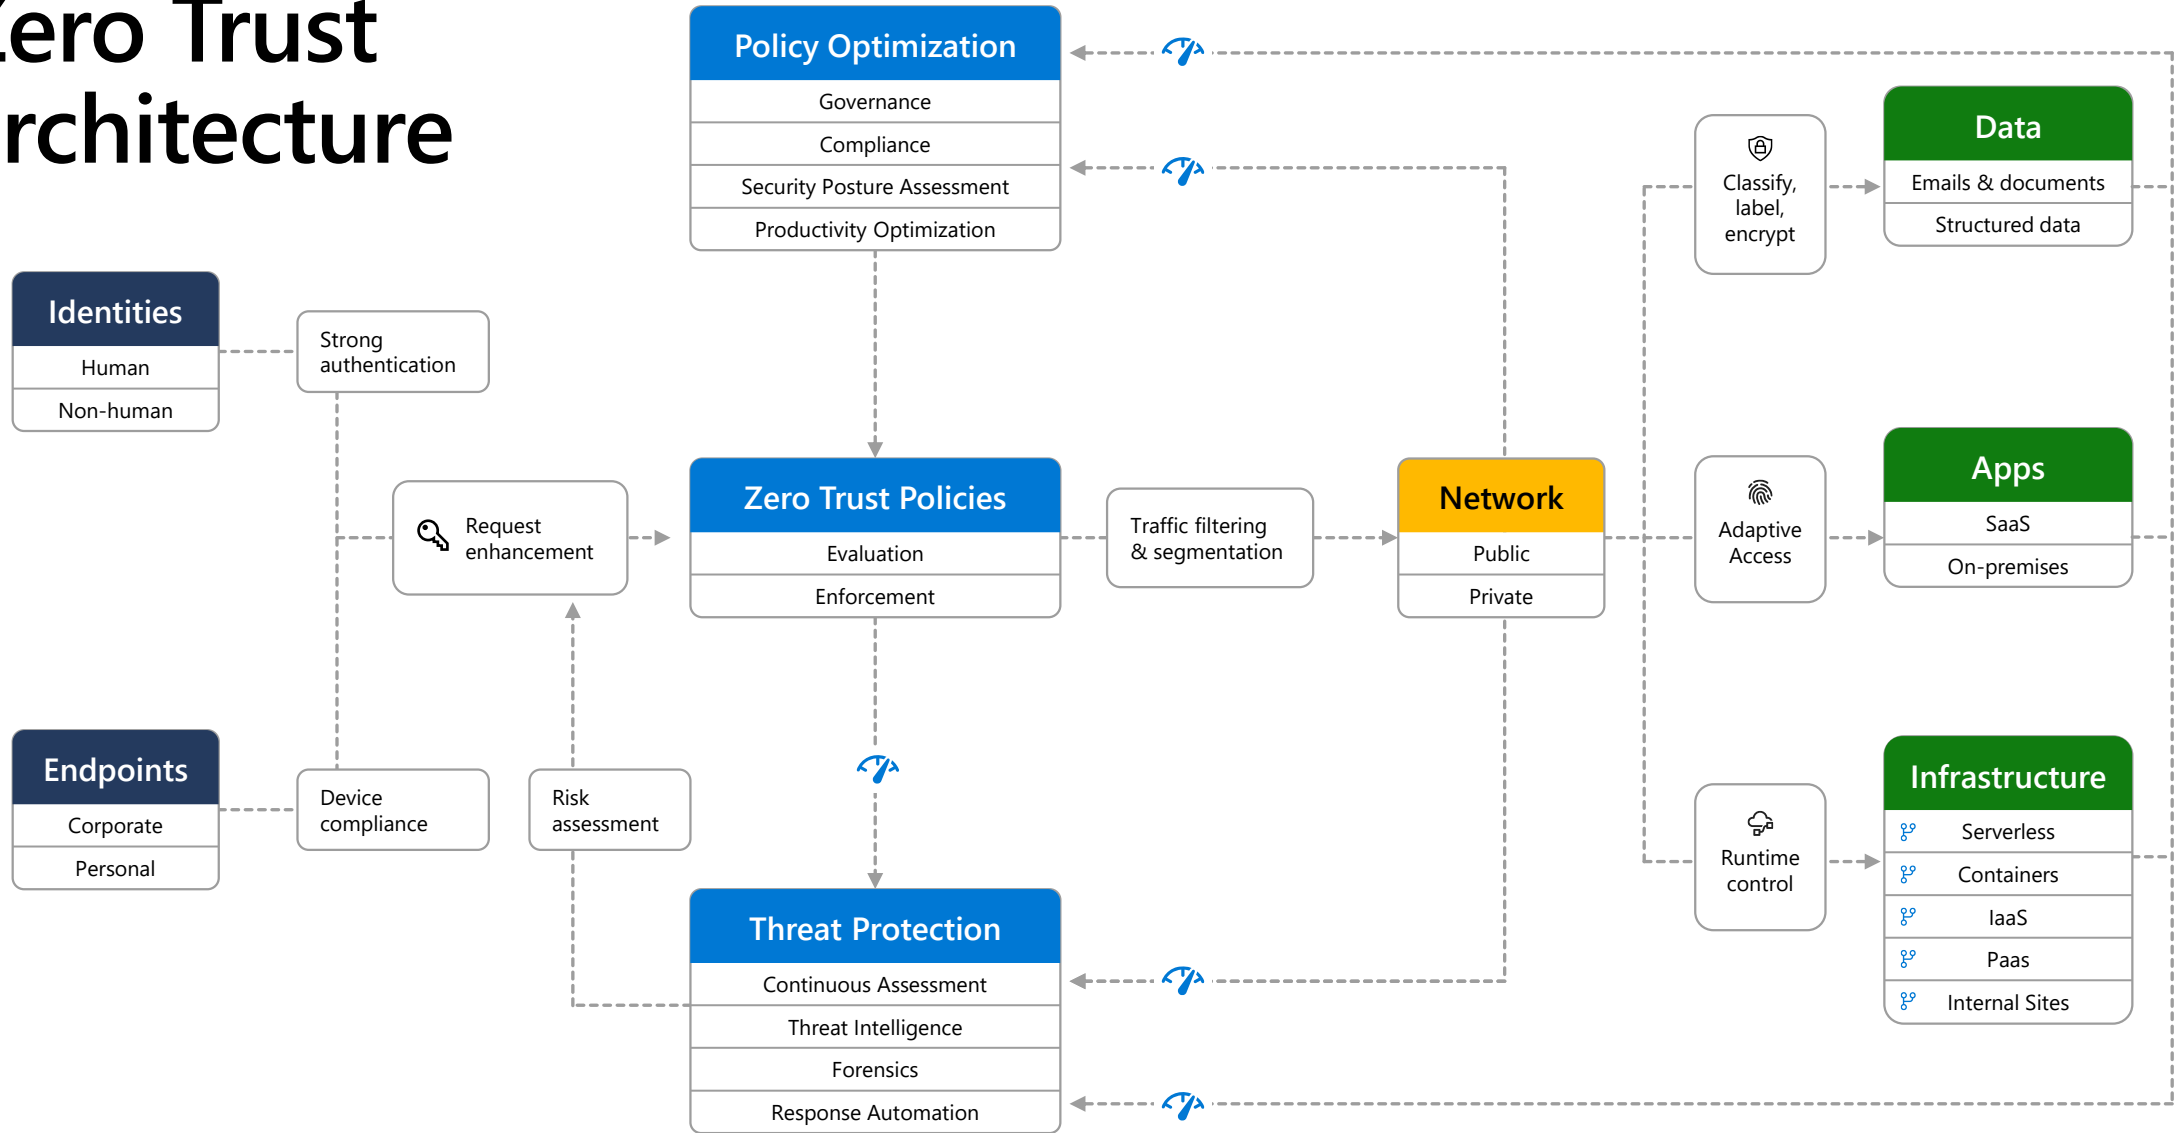 ero Trust
rchitecture
Policy Optimization
Governance
Compliance
Security Posture Assessment
Productivity Optimization
Identities
Human
Non-human
Strong
authentication
Request
enhancement
Endpoints
Corporate
Personal
Device
compliance
Risk
assessment
Zero Trust Policies
Evaluation
Enforcement
Threat Protection
Continuous Assessment
Threat Intelligence
Forensics
Response Automation
Traffic filtering
& segmentation
Network
Public
Private
Classify,
label,
encrypt
Data
Emails & documents
Structured data
Adaptive
Access
Apps
SaaS
On-premises
Runtime
control
Infrastructure
Serverless
Containers
IaaS
Paas
Internal Sites